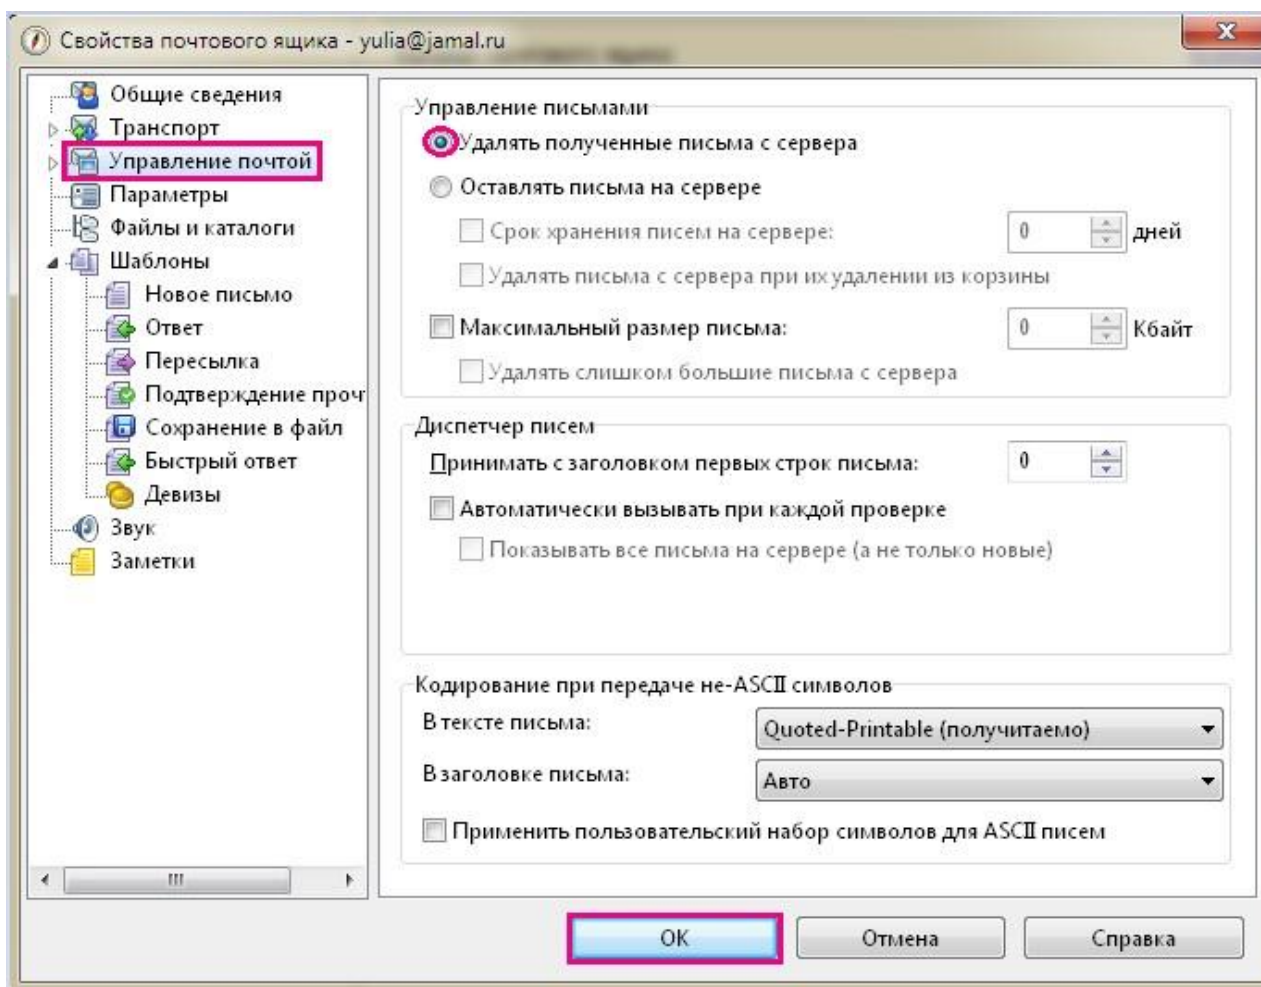 Свойства почтового ящика - yulia@jamal.ru
Общие сведения
Транспорт
Управление почтой
Параметры
Файлы и каталоги
Шаблоны
Новое письмо
Ответ
Пересылка
Подтверждение проч
Сохранение в файл
Быстрый ответ
Девизы
Звук
Заметки
Управление письмами
Удалять полученные письма с сервера
Оставлять письма на сервере
Срок хранения писем на сервере: 0 дней
Удалять письма с сервера при их удалении из корзины
Максимальный размер письма: 0 Кбайт
Удалять слишком большие письма с сервера
Диспетчер писем
Принимать с заголовком первых строк письма: 0
Автоматически вызывать при каждой проверке
Показывать все письма на сервере (а не только новые)
Кодирование при передаче не-ASCII символов
В тексте письма: Quoted-Printable (получитаемо)
В заголовке письма: Авто
Применить пользовательский набор символов для ASCII писем
OK Отмена Справка